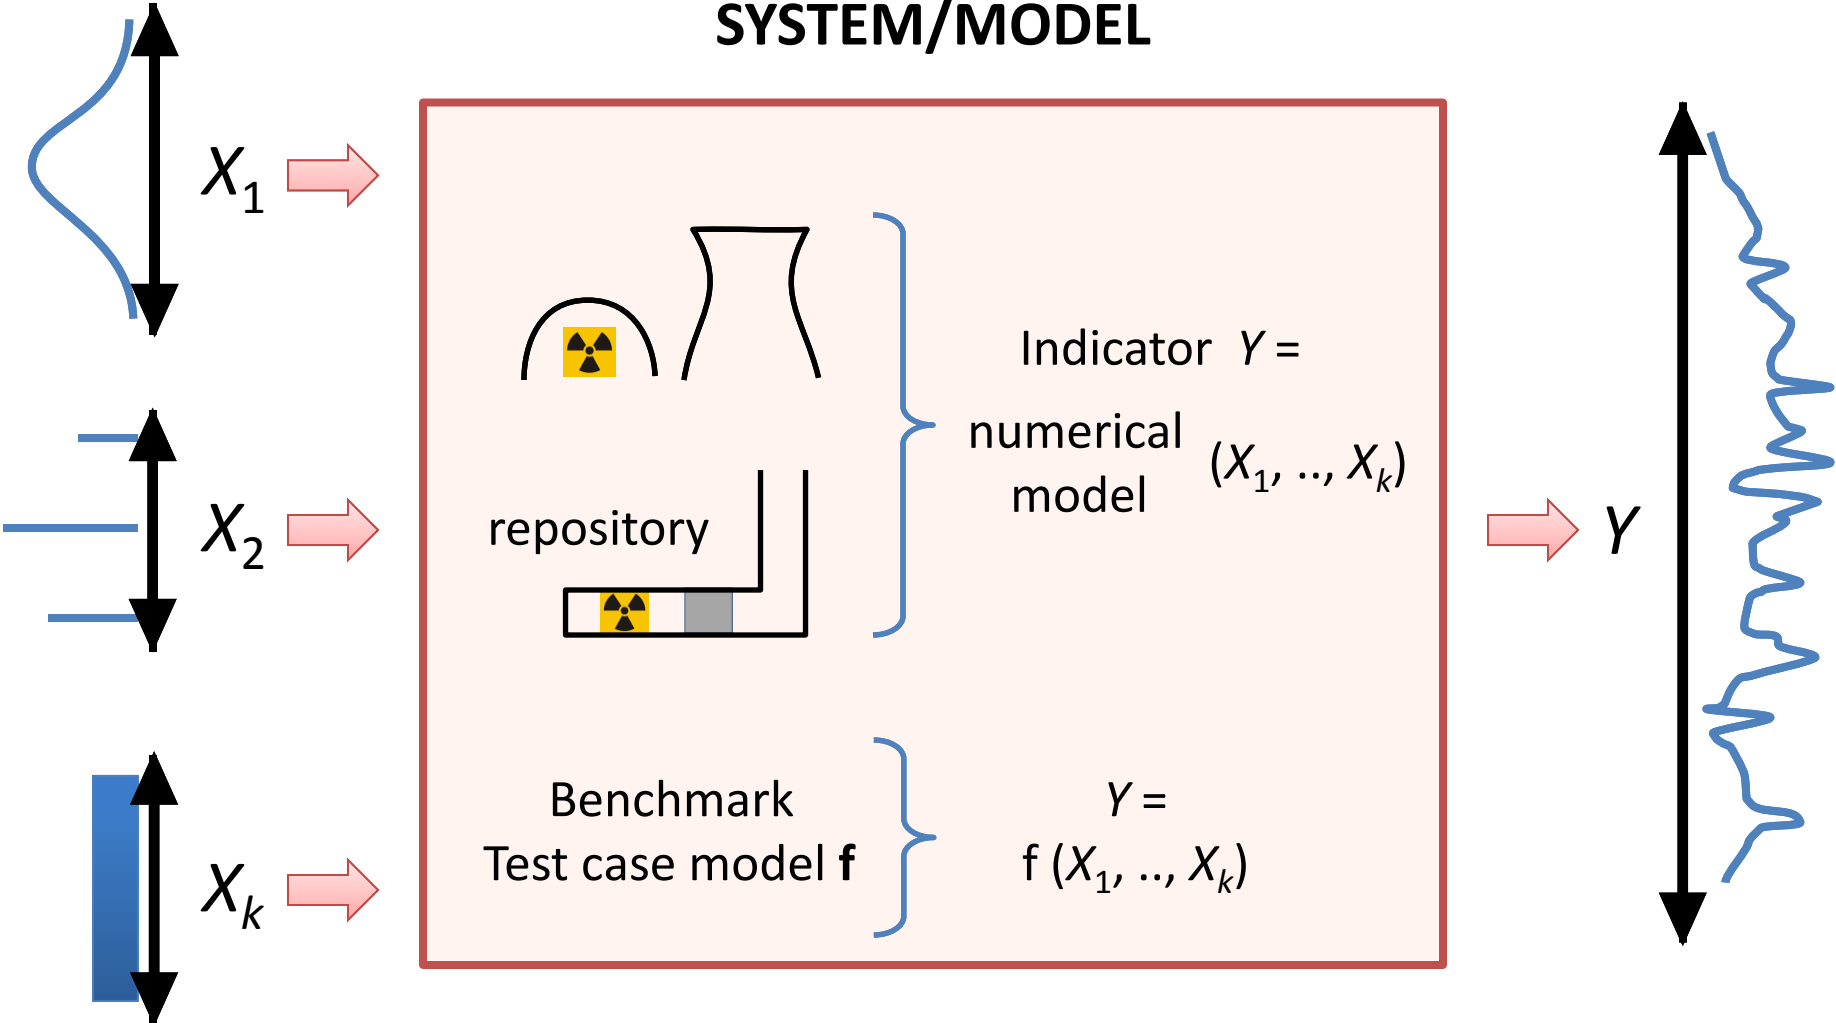 SYSTEM/MODEL
X1
X2
Xk
Indicator Y =
numerical
model
(X1, .., Xk)
repository
Benchmark
Test case model f
Y =
f (X1, .., Xk)
Y